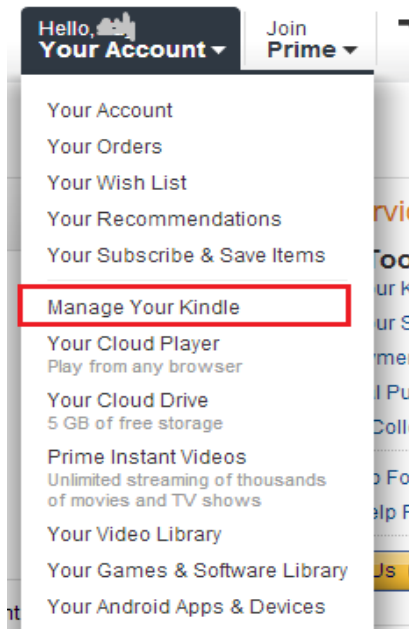 Hello,
Your Account
Join
Prime
Your Account
Your Orders
Your Wish List
Your Recommendations
Your Subscribe & Save Items
Manage Your Kindle
Your Cloud Player
Play from any browser
Your Cloud Drive
5 GB of free storage
Prime Instant Videos
Unlimited streaming of thousands
of movies and TV shows
Your Video Library
Your Games & Software Library
Your Android Apps & Devices